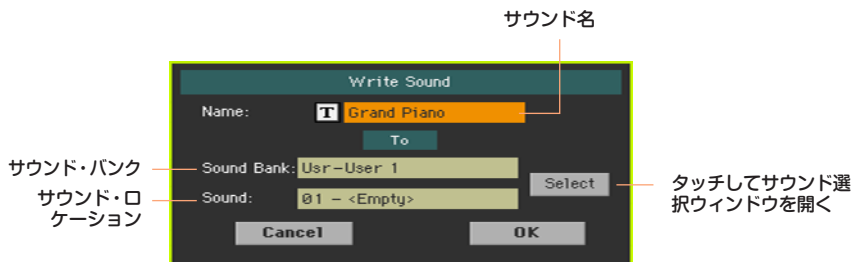 サウンド名
Write Sound
Name: T Grand Piano
To
サウンド・バンク
Sound Bank: Usr-User 1
Select
サウンド・ロ
ケーション
Sound: 01 - <Empty>
タッチしてサウンド選
択ウィンドウを開く
Cancel OK